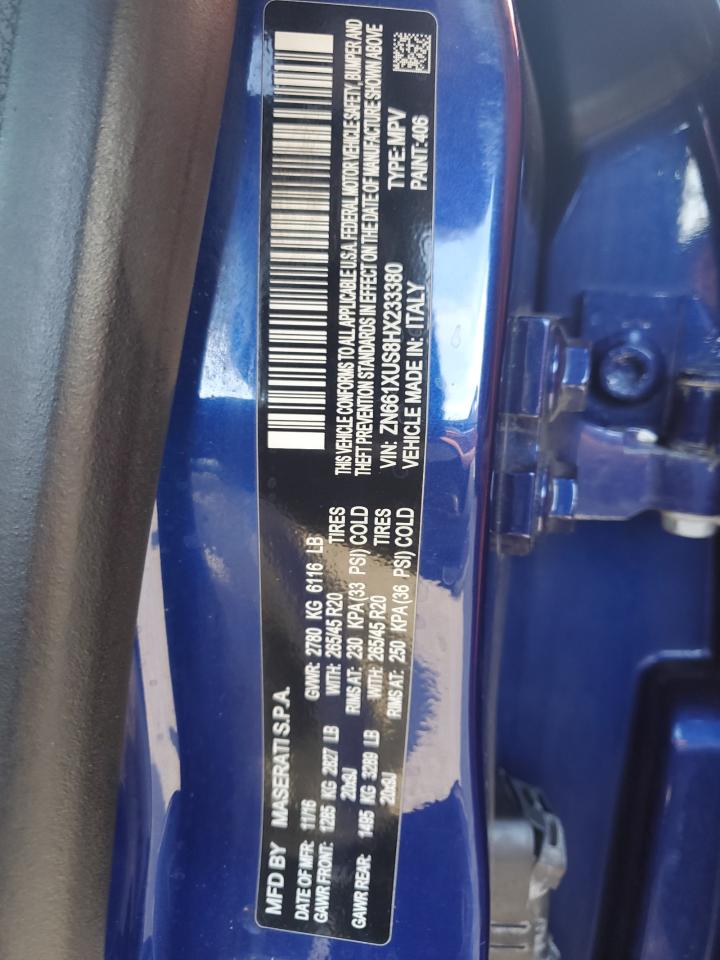 MFD BY MASERATI S.P.A.
DATE OF MFR: 11/16 GVWR: 2780 KG 6116 LB
GAWR FRONT: 1285 KG 2827 LB WITH: 265/45 R20 TIRES
20x9J RIMS AT: 230 KPA (33 PSI) COLD
GAWR REAR: 1495 KG 3289 LB WITH: 265/45 R20 TIRES
20x9J RIMS AT: 250 KPA (36 PSI) COLD
THIS VEHICLE CONFORMS TO ALL APPLICABLE U.S.A. FEDERAL MOTOR VEHICLE SAFETY, BUMPER AND
THEFT PREVENTION STANDARDS IN EFFECT ON THE DATE OF MANUFACTURE SHOWN ABOVE
VIN: ZN661XUS8HX233380 TYPE: MPV
VEHICLE MADE IN: ITALY PAINT: 406